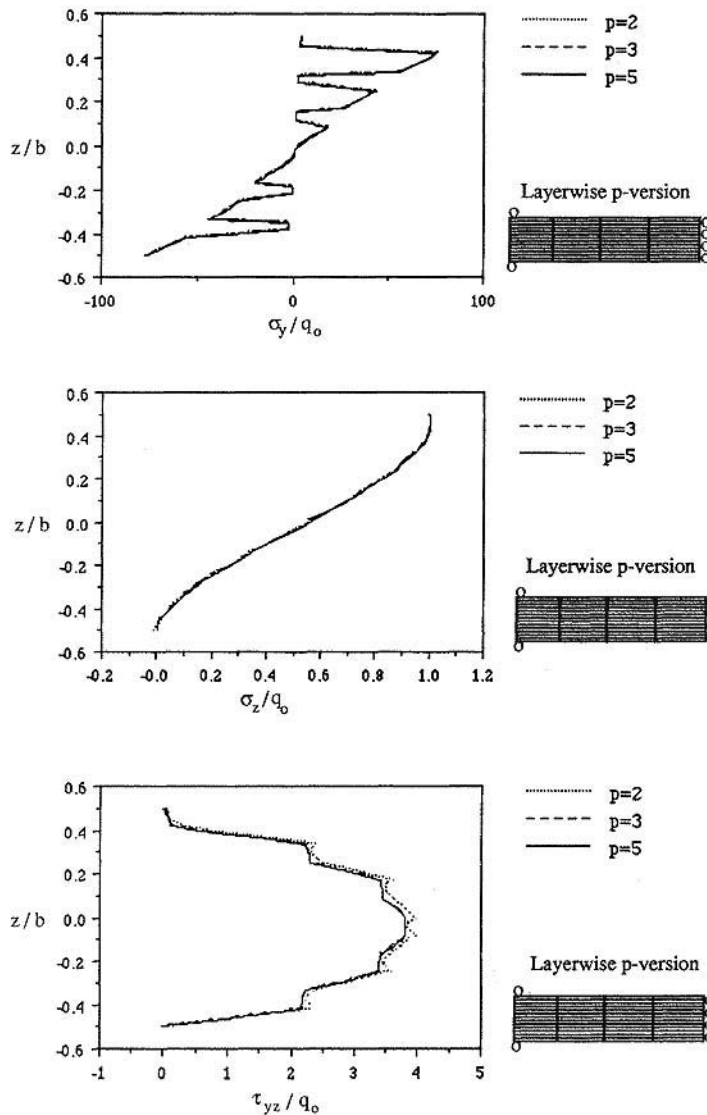 0.6
0.4
0.2
z/b 0.0
-0.2
-0.4
-0.6
-100 0 100
σy/qo
p=2
p=3
p=5
Layerwise p-version
0.6
0.4
0.2
z/b 0.0
-0.2
-0.4
-0.6
-0.2 -0.0 0.2 0.4 0.6 0.8 1.0 1.2
σz/qo
p=2
p=3
p=5
Layerwise p-version
0.6
0.4
0.2
z/b 0.0
-0.2
-0.4
-0.6
-1 0 1 2 3 4 5
τyz/qo
p=2
p=3
p=5
Layerwise p-version